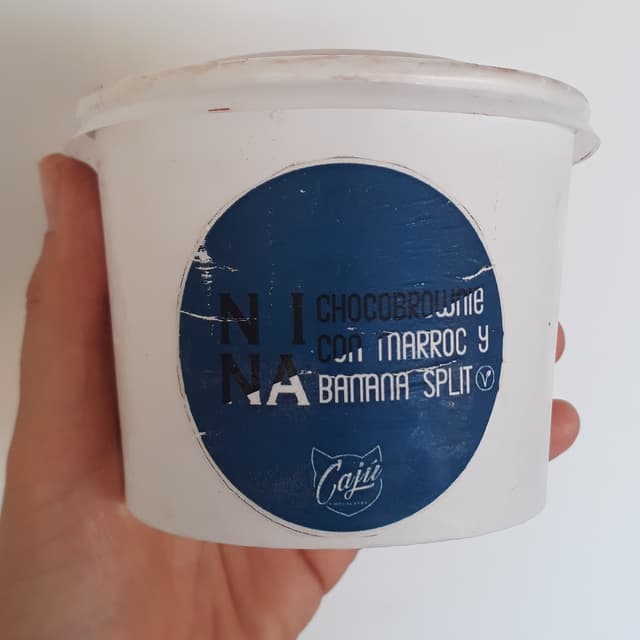 NI
NA
CHOCOBROWNIE
CON MARROC Y
BANANA SPLIT V
Cajú